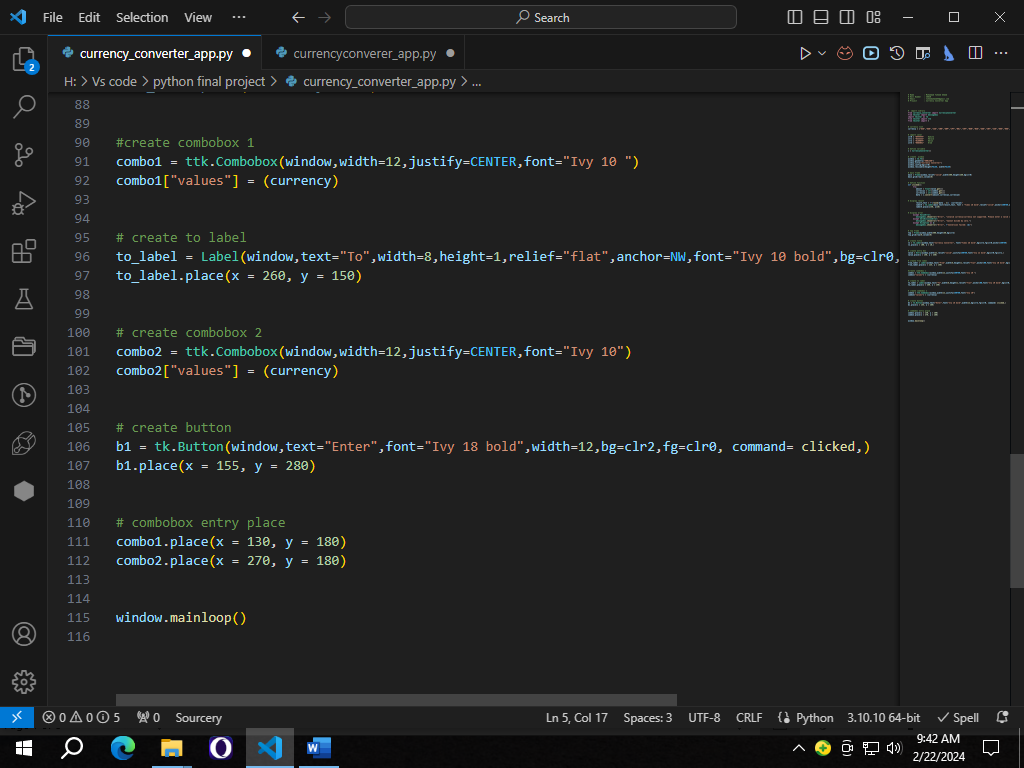 File Edit Selection View ··· Search
2
currency_converter_app.py currencyconverer_app.py
H: > Vs code > python final project > currency_converter_app.py > ...
88
89
90 #create combobox 1
91 combo1 = ttk.Combobox(window,width=12,justify=CENTER,font="Ivy 10 ")
92 combo1["values"] = (currency)
93
94
95 # create to label
96 to_label = Label(window,text="To",width=8,height=1,relief="flat",anchor=NW,font="Ivy 10 bold",bg=clr0,
97 to_label.place(x = 260, y = 150)
98
99
100 # create combobox 2
101 combo2 = ttk.Combobox(window,width=12,justify=CENTER,font="Ivy 10")
102 combo2["values"] = (currency)
103
104
105 # create button
106 b1 = tk.Button(window,text="Enter",font="Ivy 18 bold",width=12,bg=clr2,fg=clr0, command= clicked,)
107 b1.place(x = 155, y = 280)
108
109
110 # combobox entry place
111 combo1.place(x = 130, y = 180)
112 combo2.place(x = 270, y = 180)
113
114
115 window.mainloop()
116
0 0 5 0 Sourcery Ln 5, Col 17 Spaces: 3 UTF-8 CRLF Python 3.10.10 64-bit Spell
9:42 AM
2/22/2024